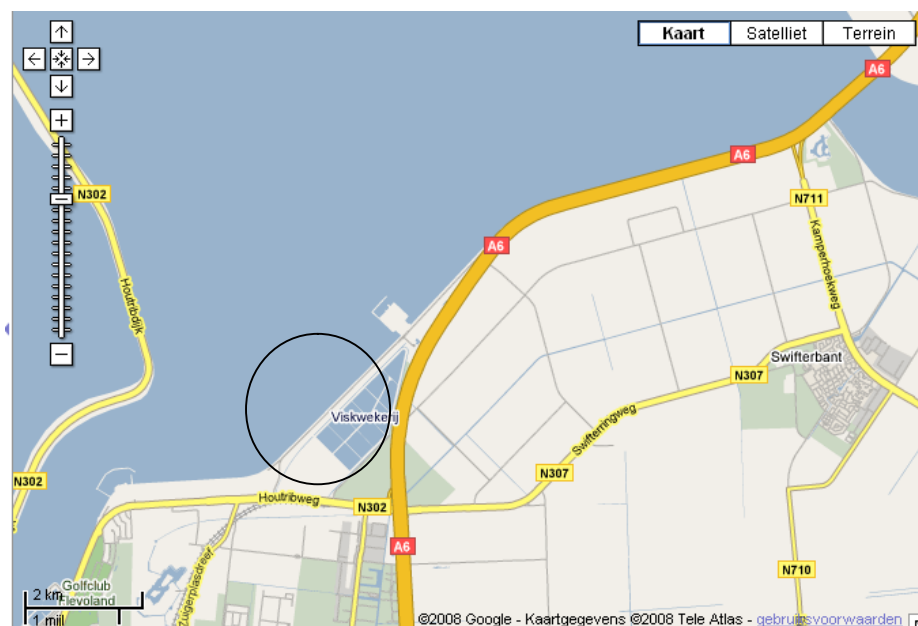 Kaart Satelliet Terrein
A6
A6
N302
N711
Kamperhoekweg
A6
Houtribdijk
Swifterbant
N307
Viskwekerij
Swifterringweg
N307
N302
Houtribweg
N302
A6
Zuigerplasdreef
N710
Golfclub
Flevoland
2 km
1 mijl
©2008 Google - Kaartgegevens ©2008 Tele Atlas - gebruiksvoorwaarden